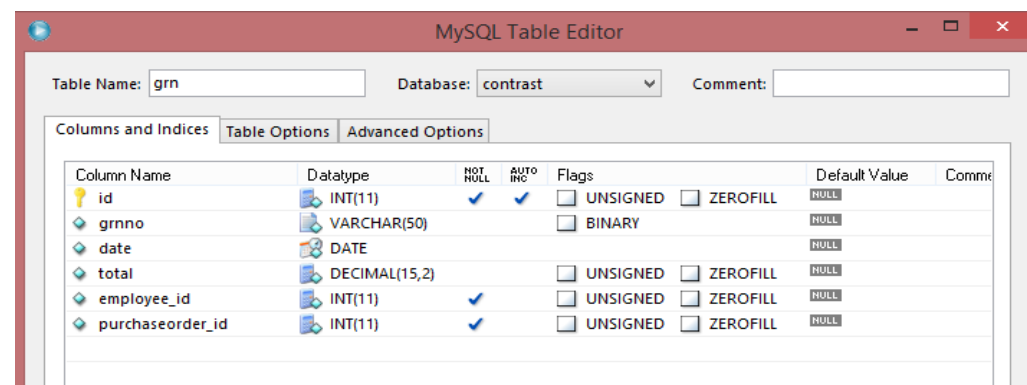 MySQL Table Editor
Table Name: grn Database: contrast Comment:
Columns and Indices Table Options Advanced Options
Column Name Datatype NOT NULL AUTO INC Flags Default Value Comme
id INT(11) UNSIGNED ZEROFILL NULL
grnno VARCHAR(50) BINARY NULL
date DATE NULL
total DECIMAL(15,2) UNSIGNED ZEROFILL NULL
employee_id INT(11) UNSIGNED ZEROFILL NULL
purchaseorder_id INT(11) UNSIGNED ZEROFILL NULL